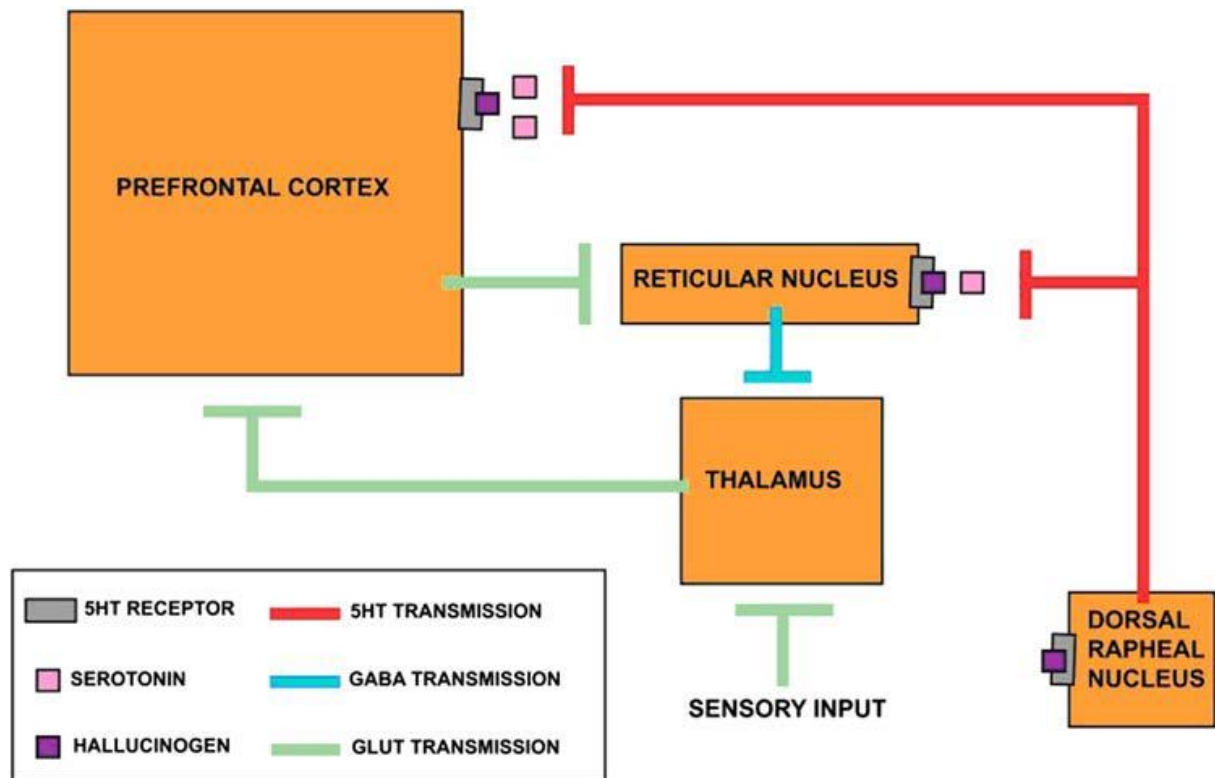 PREFRONTAL CORTEX
RETICULAR NUCLEUS
THALAMUS
DORSAL
RAPHEAL
NUCLEUS
SENSORY INPUT
5HT RECEPTOR
5HT TRANSMISSION
SEROTONIN
GABA TRANSMISSION
HALLUCINOGEN
GLUT TRANSMISSION